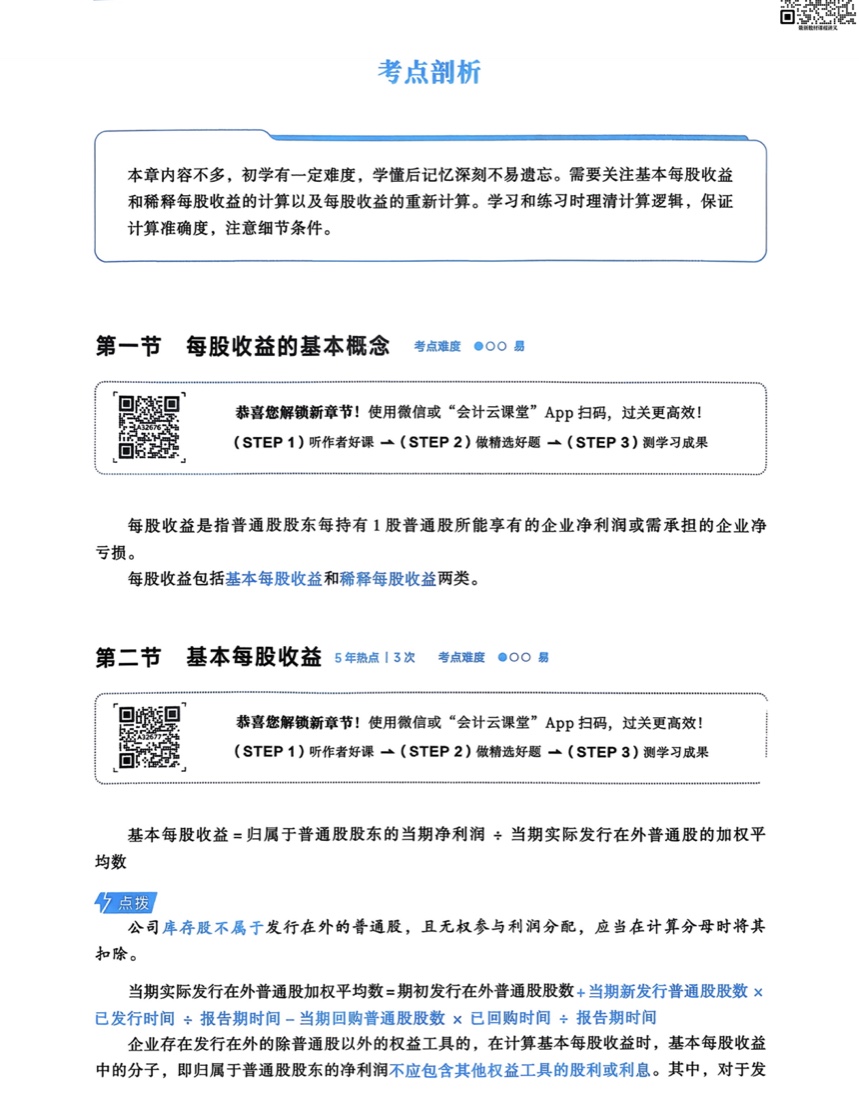 考点剖析
本章内容不多，初学有一定难度，学懂后记忆深刻不易遗忘。需要关注基本每股收益
和稀释每股收益的计算以及每股收益的重新计算。学习和练习时理清计算逻辑，保证
计算准确度，注意细节条件。
第一节 每股收益的基本概念 考点难度 ●○○ 易
A32676
恭喜您解锁新章节！使用微信或“会计云课堂”App 扫码，过关更高效！
（STEP 1）听作者好课 ⇀（STEP 2）做精选好题 ⇀（STEP 3）测学习成果
每股收益是指普通股股东每持有 1 股普通股所能享有的企业净利润或需承担的企业净
亏损。
每股收益包括基本每股收益和稀释每股收益两类。
第二节 基本每股收益 5 年热点 | 3 次 考点难度 ●○○ 易
A32677
恭喜您解锁新章节！使用微信或“会计云课堂”App 扫码，过关更高效！
（STEP 1）听作者好课 ⇀（STEP 2）做精选好题 ⇀（STEP 3）测学习成果
基本每股收益 = 归属于普通股股东的当期净利润 ÷ 当期实际发行在外普通股的加权平
均数
点拨
公司库存股不属于发行在外的普通股，且无权参与利润分配，应当在计算分母时将其
扣除。
当期实际发行在外普通股加权平均数=期初发行在外普通股股数+当期新发行普通股股数 ×
已发行时间 ÷ 报告期时间 – 当期回购普通股股数 × 已回购时间 ÷ 报告期时间
企业存在发行在外的除普通股以外的权益工具的，在计算基本每股收益时，基本每股收益
中的分子，即归属于普通股股东的净利润不应包含其他权益工具的股利或利息。其中，对于发